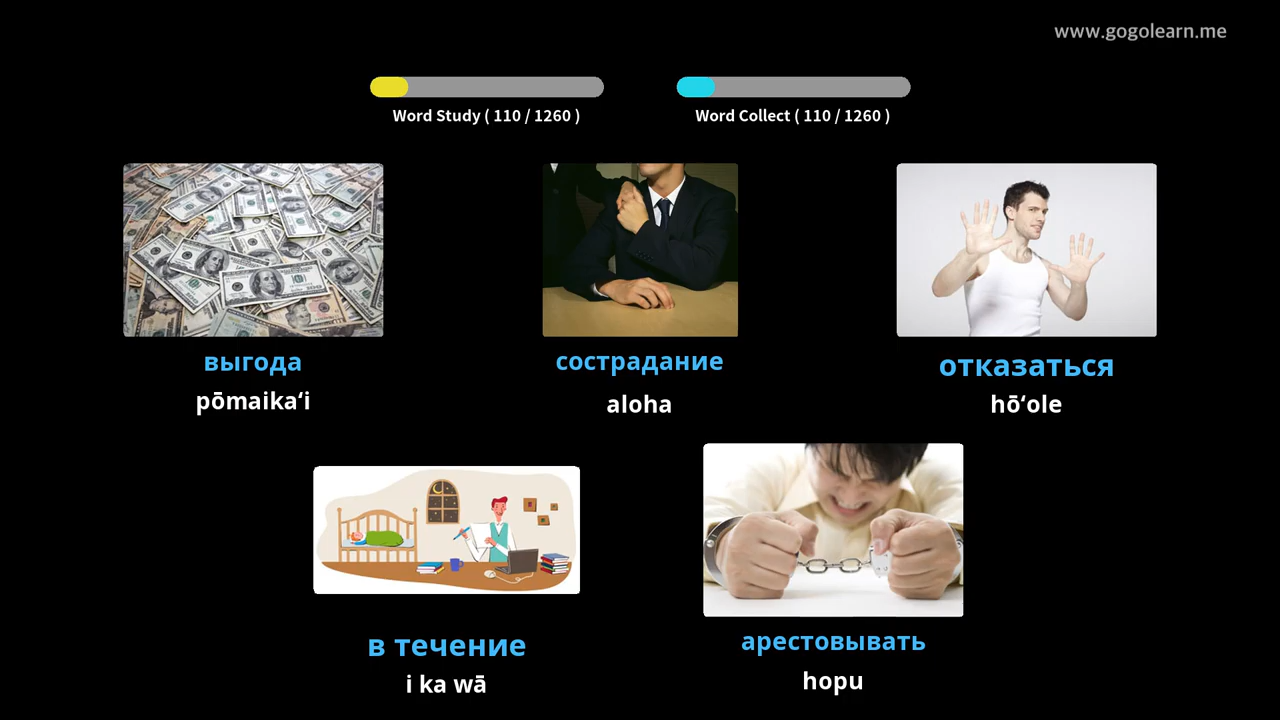 www.gogolearn.me
Word Study ( 110 / 1260 )
Word Collect ( 110 / 1260 )
выгода
pōmaikaʻi
сострадание
aloha
отказаться
hōʻole
в течение
i ka wā
арестовывать
hopu